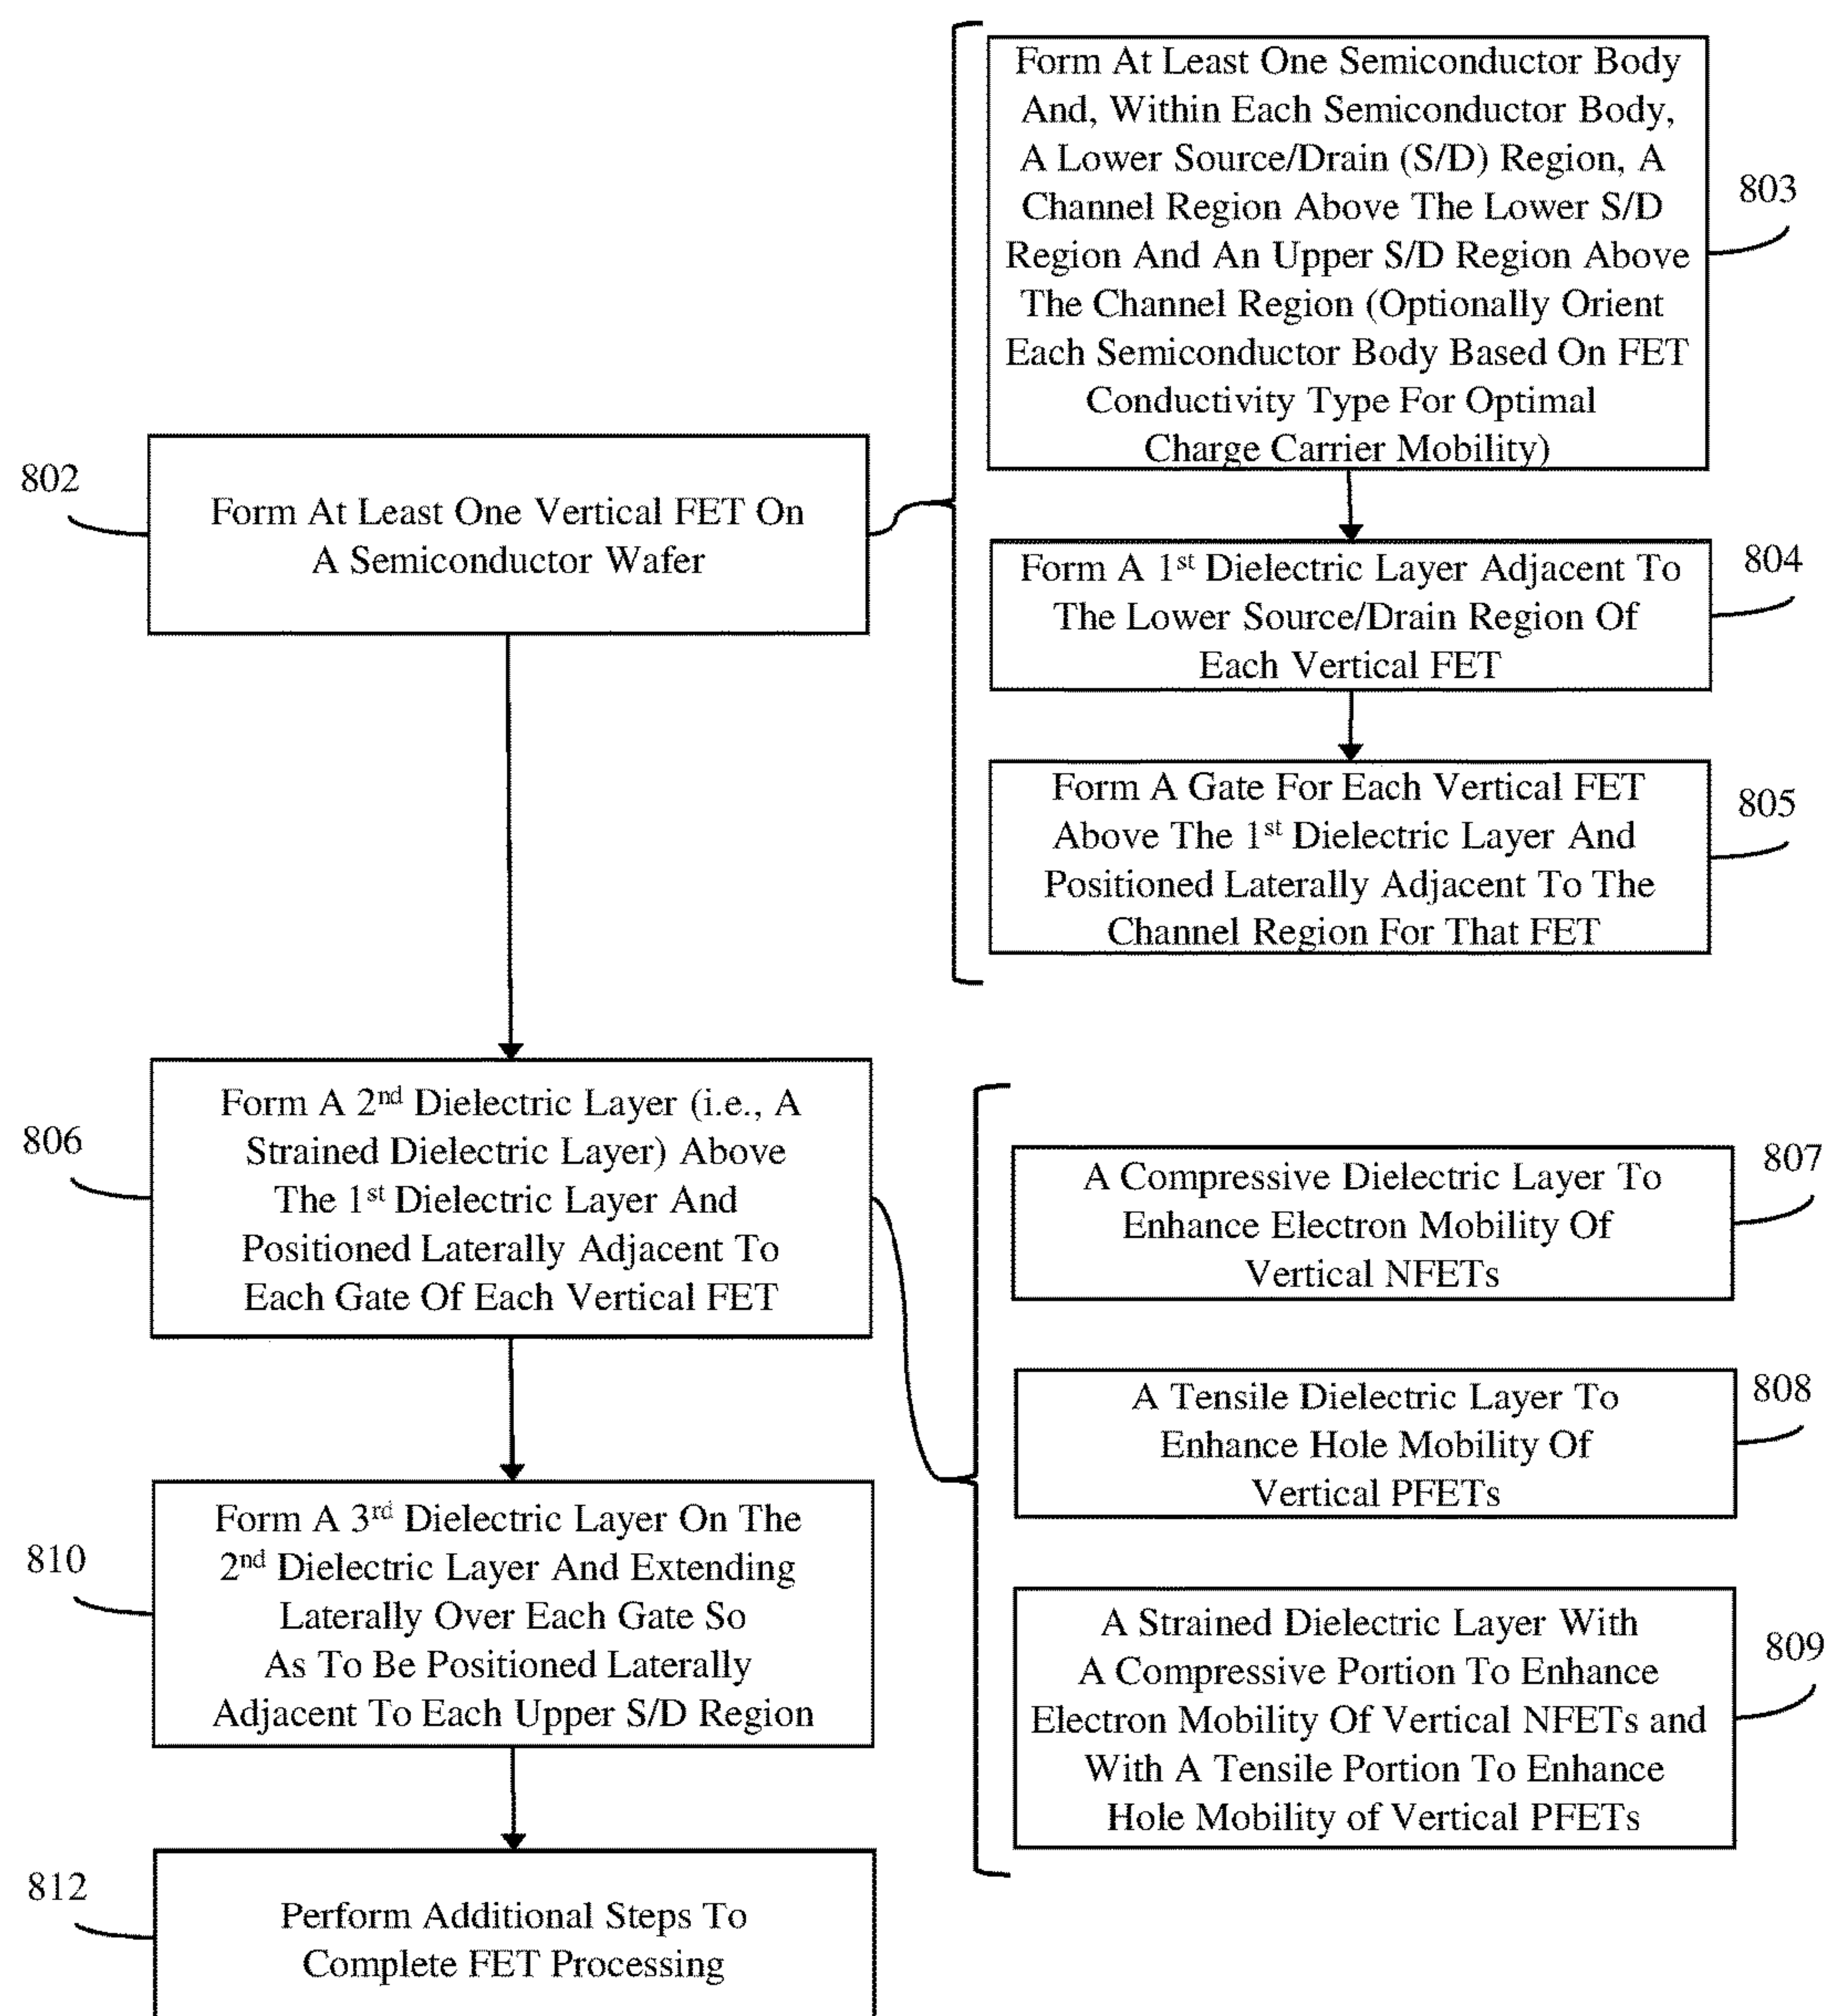 802
Form At Least One Vertical FET On
A Semiconductor Wafer
Form At Least One Semiconductor Body
And, Within Each Semiconductor Body,
A Lower Source/Drain (S/D) Region, A
Channel Region Above The Lower S/D
Region And An Upper S/D Region Above
The Channel Region (Optionally Orient
Each Semiconductor Body Based On FET
Conductivity Type For Optimal
Charge Carrier Mobility)
803
Form A 1st Dielectric Layer Adjacent To
The Lower Source/Drain Region Of
Each Vertical FET
804
Form A Gate For Each Vertical FET
Above The 1st Dielectric Layer And
Positioned Laterally Adjacent To The
Channel Region For That FET
805
806
Form A 2nd Dielectric Layer (i.e., A
Strained Dielectric Layer) Above
The 1st Dielectric Layer And
Positioned Laterally Adjacent To
Each Gate Of Each Vertical FET
A Compressive Dielectric Layer To
Enhance Electron Mobility Of
Vertical NFETs
807
A Tensile Dielectric Layer To
Enhance Hole Mobility Of
Vertical PFETs
808
A Strained Dielectric Layer With
A Compressive Portion To Enhance
Electron Mobility Of Vertical NFETs and
With A Tensile Portion To Enhance
Hole Mobility of Vertical PFETs
809
810
Form A 3rd Dielectric Layer On The
2nd Dielectric Layer And Extending
Laterally Over Each Gate So
As To Be Positioned Laterally
Adjacent To Each Upper S/D Region
812
Perform Additional Steps To
Complete FET Processing